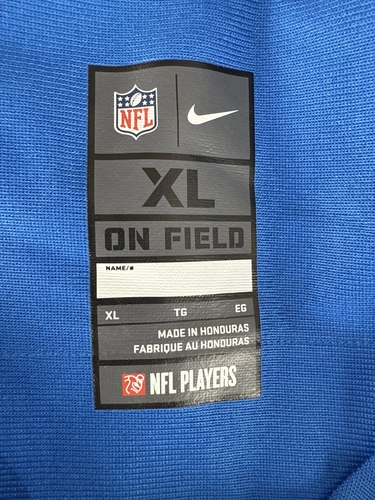 NFL
XL
ON FIELD
NAME/#
XL TG EG
MADE IN HONDURAS
FABRIQUE AU HONDURAS
NFL PLAYERS